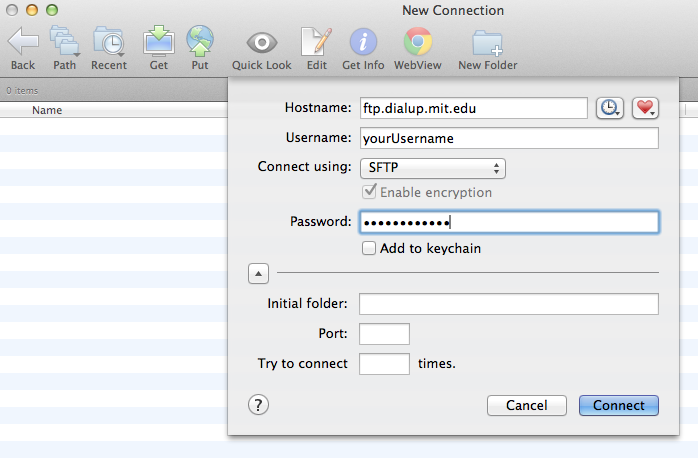 New Connection
Back Path Recent Get Put Quick Look Edit Get Info WebView New Folder
0 items
Name
Hostname: ftp.dialup.mit.edu
Username: yourUsername
Connect using: SFTP
Enable encryption
Password: ••••••••••••
Add to keychain
Initial folder:
Port:
Try to connect times.
? Cancel Connect